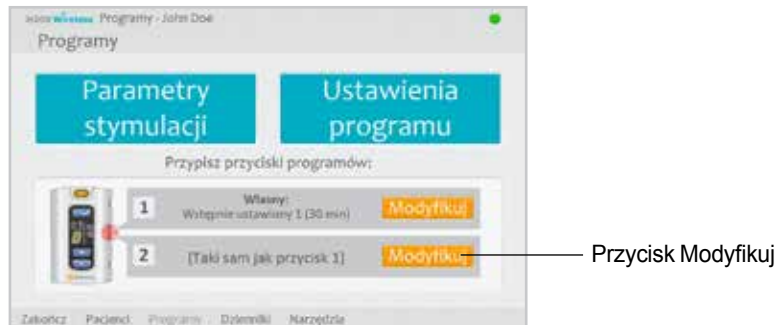 Wireless Programy - John Doe
Programy
Parametry stymulacji
Ustawienia programu
Przypisz przyciski programów:
1
Własny:
Wstępnie ustawiony 1 (30 min)
Modyfikuj
2
[Taki sam jak przycisk 1]
Modyfikuj
Przycisk Modyfikuj
Zakończ Pacjenci Programy Dzienniki Narzędzia